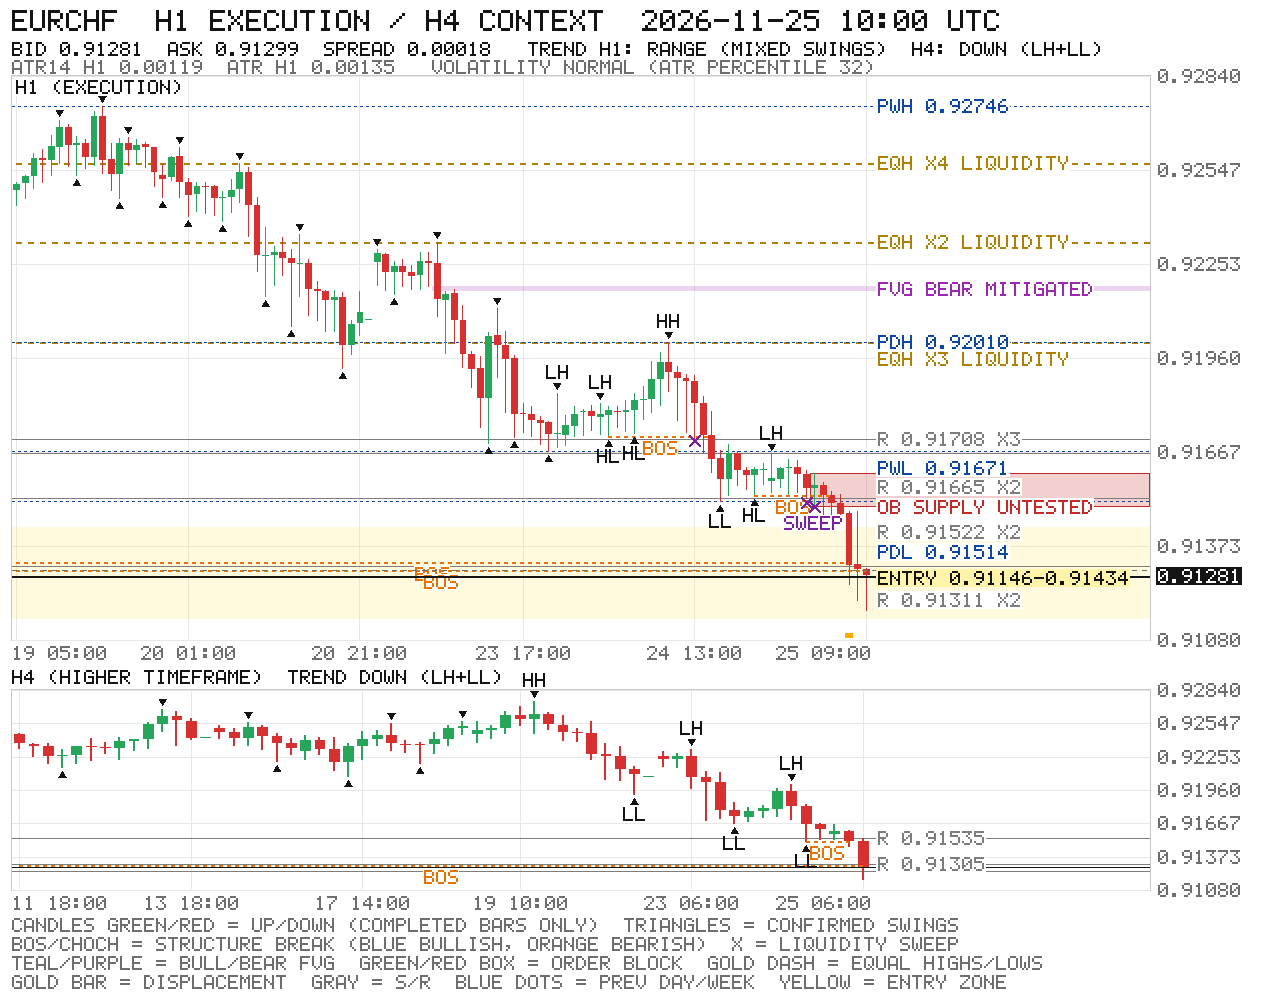 EURCHF  H1 EXECUTION / H4 CONTEXT  2026-11-25 10:00 UTC
BID 0.91281  ASK 0.91299  SPREAD 0.00018  TREND H1: RANGE (MIXED SWINGS)  H4: DOWN (LH+LL)
ATR14 H1 0.00119  ATR H1 0.00135  VOLATILITY NORMAL (ATR PERCENTILE 32)
0.92840
H1 (EXECUTION)
PWH 0.92746
EQH X4 LIQUIDITY
0.92547
EQH X2 LIQUIDITY
0.92253
FVG BEAR MITIGATED
HH
PDH 0.92010
EQH X3 LIQUIDITY
0.91960
LH
LH
LH
R 0.91708 X3
HL
HL
BOS
0.91667
PWL 0.91671
R 0.91665 X2
BOS
OB SUPPLY UNTESTED
LL
HL
SWEEP
R 0.91522 X2
0.91373
PDL 0.91514
BOS
BOS
ENTRY 0.91146-0.91434
0.91281
R 0.91311 X2
0.91080
19 05:00
20 01:00
20 21:00
23 17:00
24 13:00
25 09:00
H4 (HIGHER TIMEFRAME)  TREND DOWN (LH+LL)
HH
0.92840
0.92547
LH
0.92253
LH
0.91960
LL
0.91667
LL
R 0.91535
BOS
LL
0.91373
R 0.91305
BOS
0.91080
11 18:00
13 18:00
17 14:00
19 10:00
23 06:00
25 06:00
CANDLES GREEN/RED = UP/DOWN (COMPLETED BARS ONLY)  TRIANGLES = CONFIRMED SWINGS
BOS/CHOCH = STRUCTURE BREAK (BLUE BULLISH, ORANGE BEARISH)  X = LIQUIDITY SWEEP
TEAL/PURPLE = BULL/BEAR FVG  GREEN/RED BOX = ORDER BLOCK  GOLD DASH = EQUAL HIGHS/LOWS
GOLD BAR = DISPLACEMENT  GRAY = S/R  BLUE DOTS = PREV DAY/WEEK  YELLOW = ENTRY ZONE